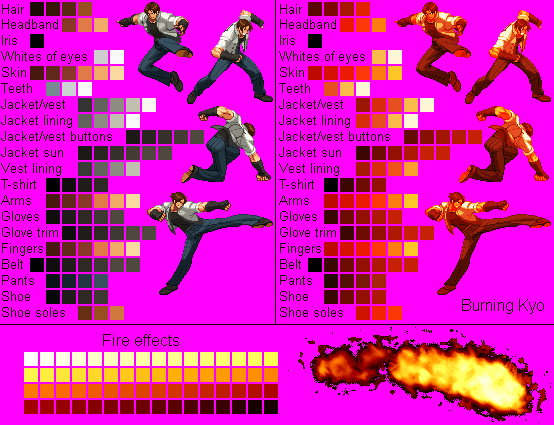 Hair
Headband
Iris
Whites of eyes
Skin
Teeth
Jacket/vest
Jacket lining
Jacket/vest buttons
Jacket sun
Vest lining
T-shirt
Arms
Gloves
Glove trim
Fingers
Belt
Pants
Shoe
Shoe soles
Hair
Headband
Iris
Whites of eyes
Skin
Teeth
Jacket/vest
Jacket lining
Jacket/vest buttons
Jacket sun
Vest lining
T-shirt
Arms
Gloves
Glove trim
Fingers
Belt
Pants
Shoe
Shoe soles
Burning Kyo
Fire effects